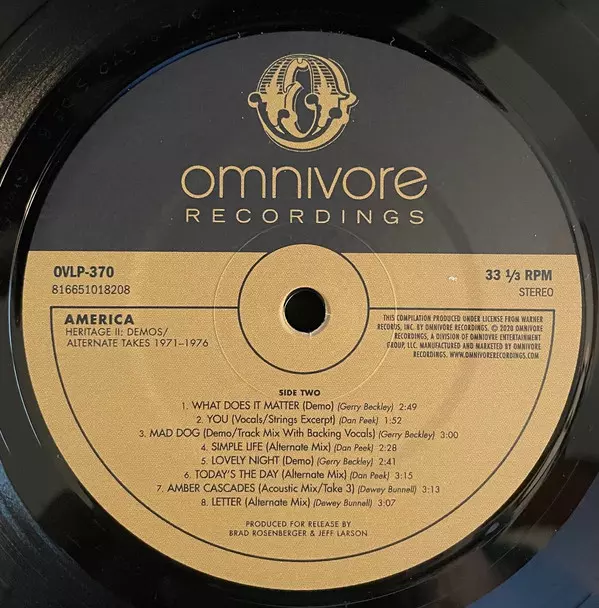 omnivore
RECORDINGS
OVLP-370
816651018208
33 1/3 RPM
STEREO
AMERICA
HERITAGE II: DEMOS/
ALTERNATE TAKES 1971–1976
THIS COMPILATION PRODUCED UNDER LICENSE FROM WARNER
RECORDS, INC. BY OMNIVORE RECORDINGS. © 2020 OMNIVORE
RECORDINGS, A DIVISION OF OMNIVORE ENTERTAINMENT
GROUP, LLC. MANUFACTURED AND MARKETED BY OMNIVORE
RECORDINGS. WWW.OMNIVORERECORDINGS.COM
SIDE TWO
1. WHAT DOES IT MATTER (Demo) (Gerry Beckley) 2:49
2. YOU (Vocals/Strings Excerpt) (Dan Peek) 1:52
3. MAD DOG (Demo/Track Mix With Backing Vocals) (Gerry Beckley) 3:00
4. SIMPLE LIFE (Alternate Mix) (Dan Peek) 2:28
5. LOVELY NIGHT (Demo) (Gerry Beckley) 2:41
6. TODAY'S THE DAY (Alternate Mix) (Dan Peek) 3:15
7. AMBER CASCADES (Acoustic Mix/Take 3) (Dewey Bunnell) 3:13
8. LETTER (Alternate Mix) (Dewey Bunnell) 3:07
PRODUCED FOR RELEASE BY
BRAD ROSENBERGER & JEFF LARSON